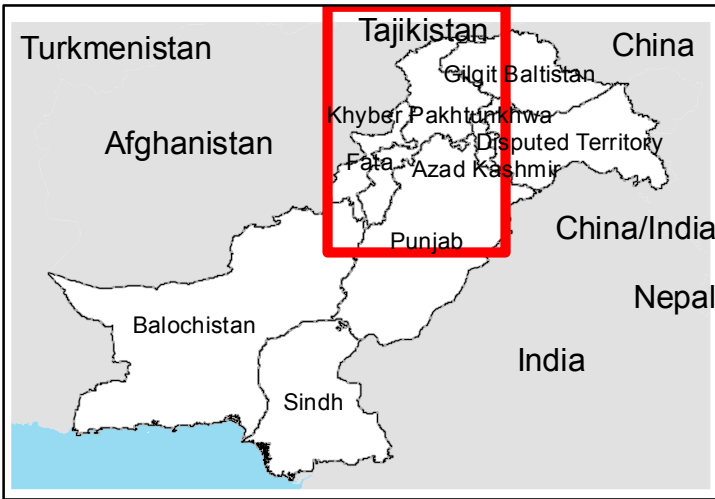 Tajikistan
Turkmenistan
China
Gilgit Baltistan
Khyber Pakhtunkhwa
Afghanistan
Disputed Territory
Fata
Azad Kashmir
China/India
Punjab
Nepal
Balochistan
India
Sindh